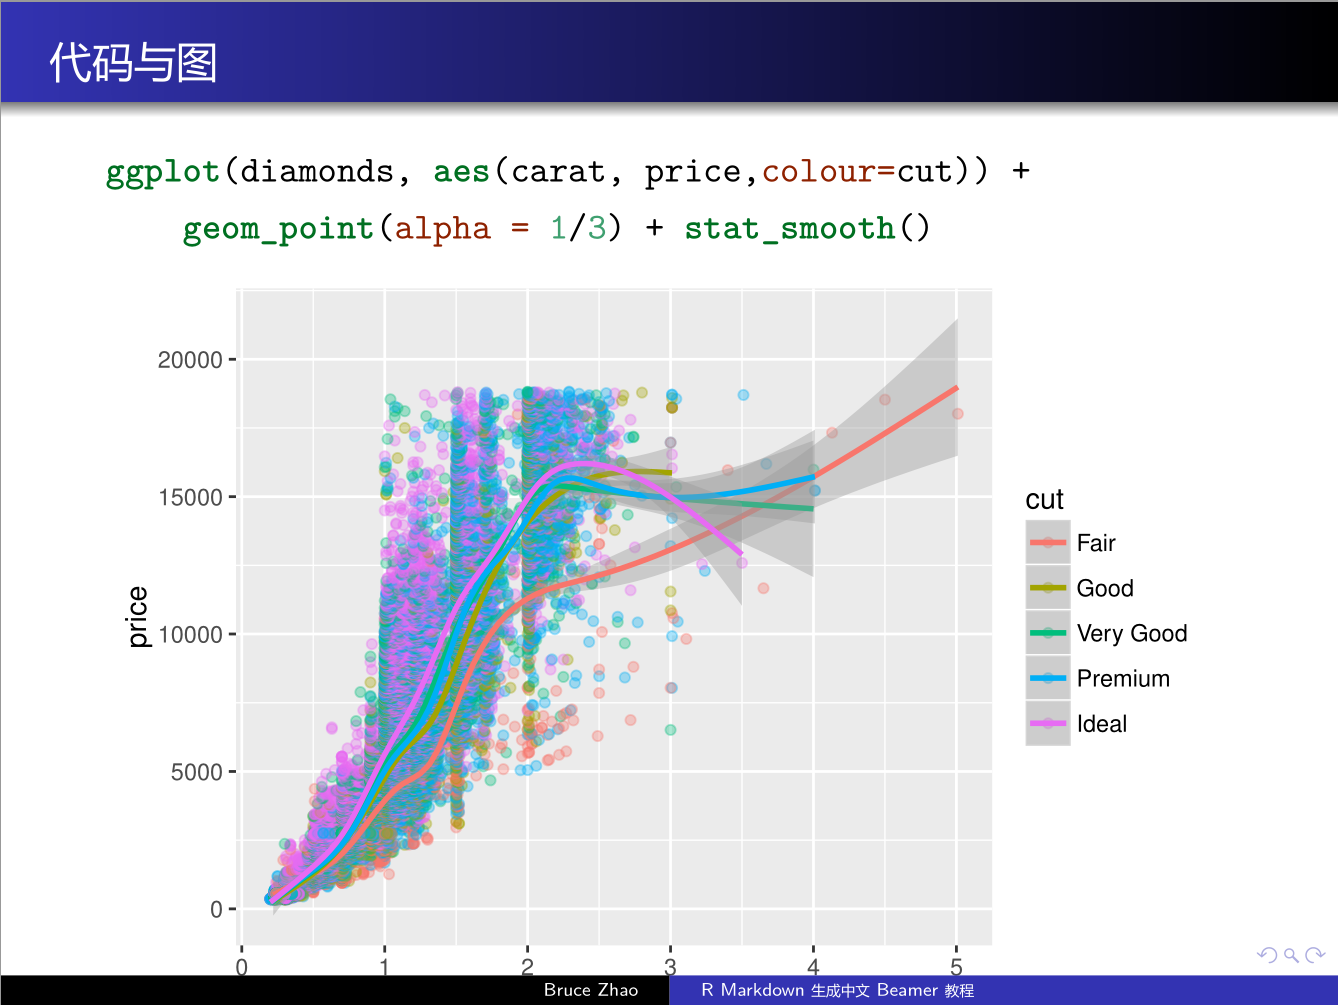 代码与图
ggplot(diamonds, aes(carat, price,colour=cut)) +
geom_point(alpha = 1/3) + stat_smooth()
20000
15000
10000
5000
0
price
0 1 2 3 4 5
cut
Fair
Good
Very Good
Premium
Ideal
Bruce Zhao
R Markdown 生成中文 Beamer 教程